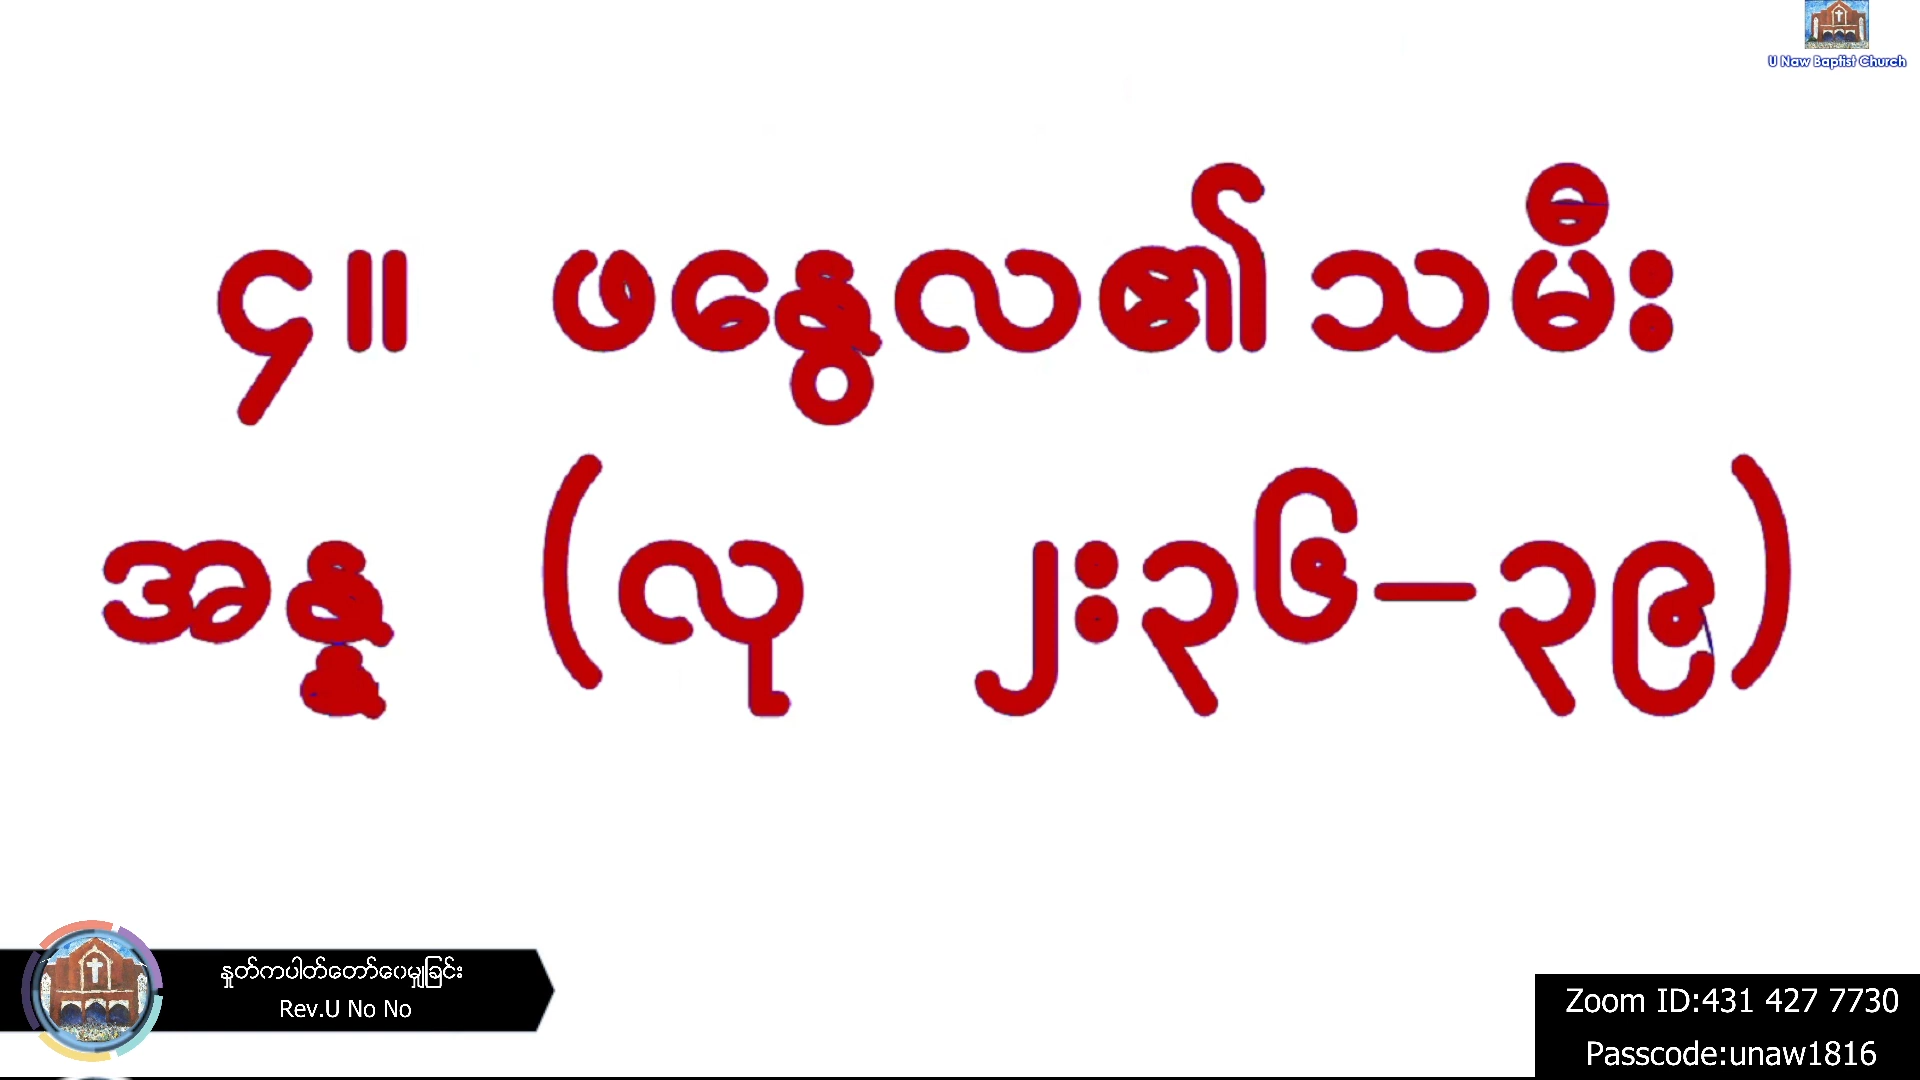 U Naw Baptist Church
၄။ ဖနွေလ၏သမီး
အန္န (လု ၂း၃၆-၃၉)
နှုတ်ကပါတ်တော်ဝေမျှခြင်း
Rev.U No No
Zoom ID:431 427 7730
Passcode:unaw1816